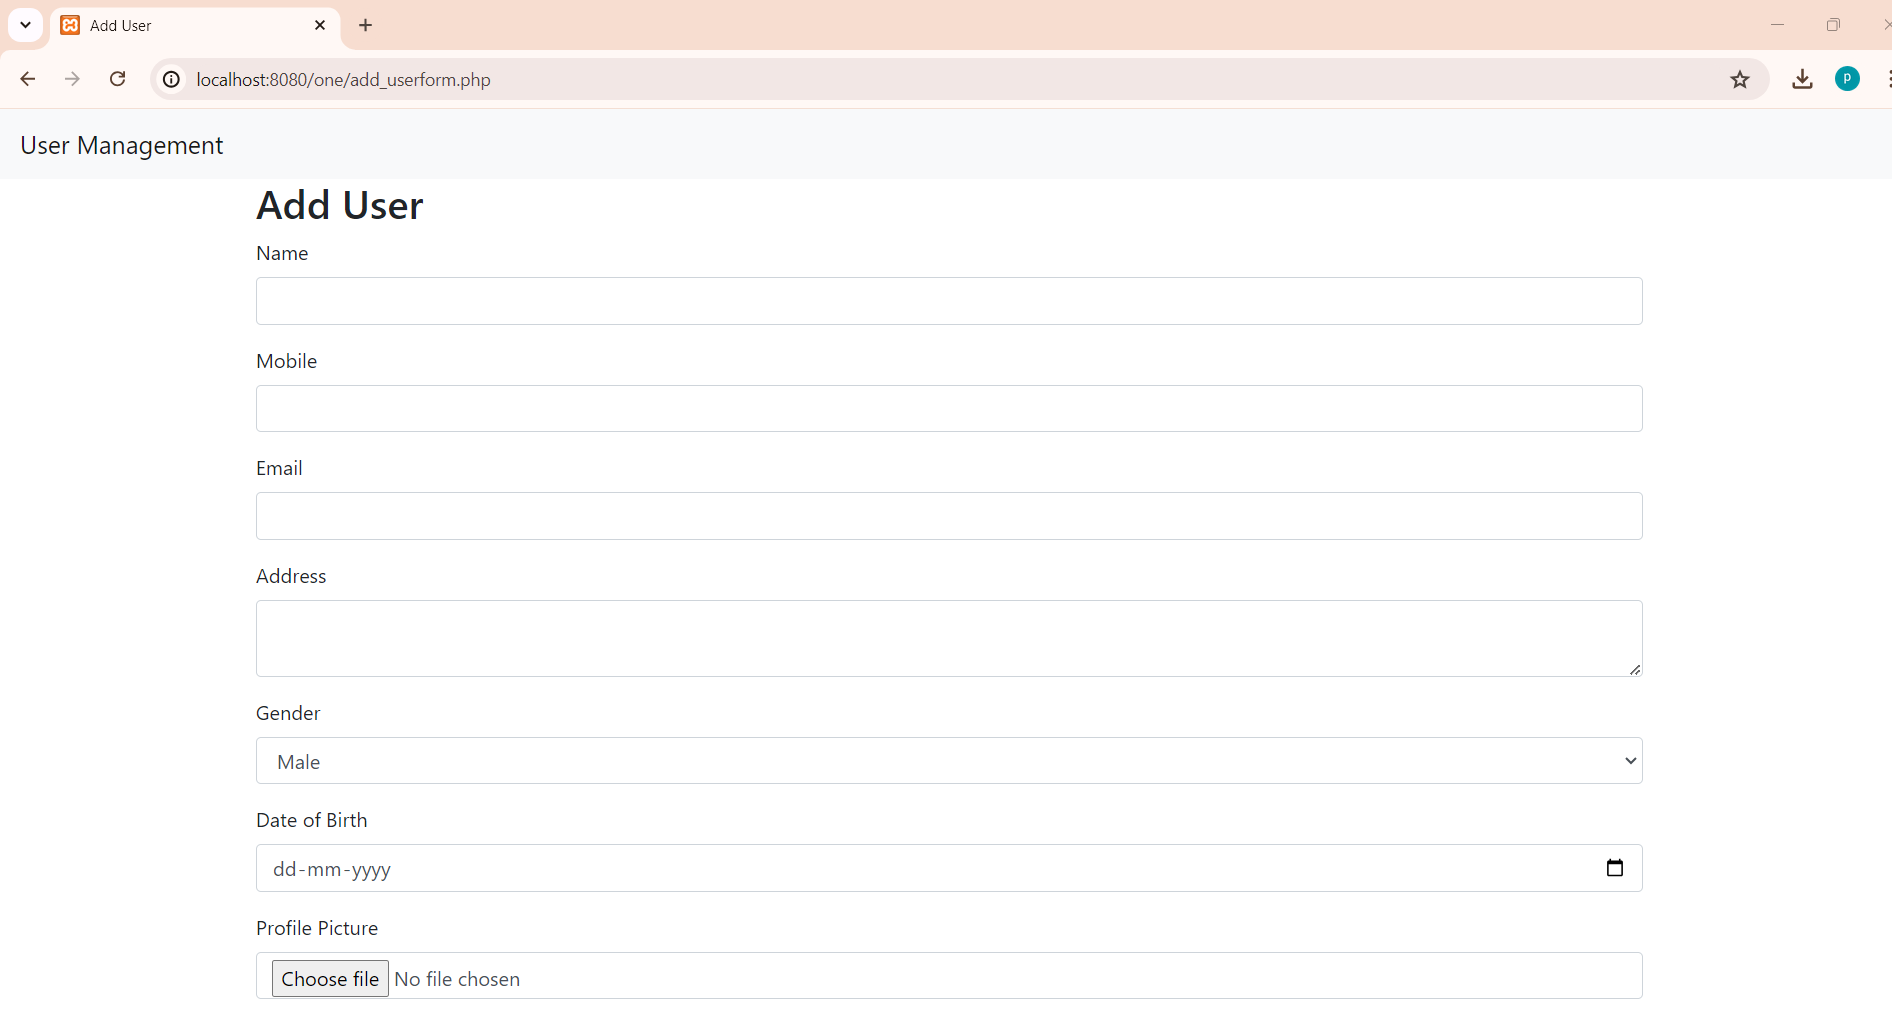 Add User
localhost:8080/one/add_userform.php
P
User Management
Add User
Name
Mobile
Email
Address
Gender
Male
Date of Birth
dd-mm-yyyy
Profile Picture
Choose file No file chosen